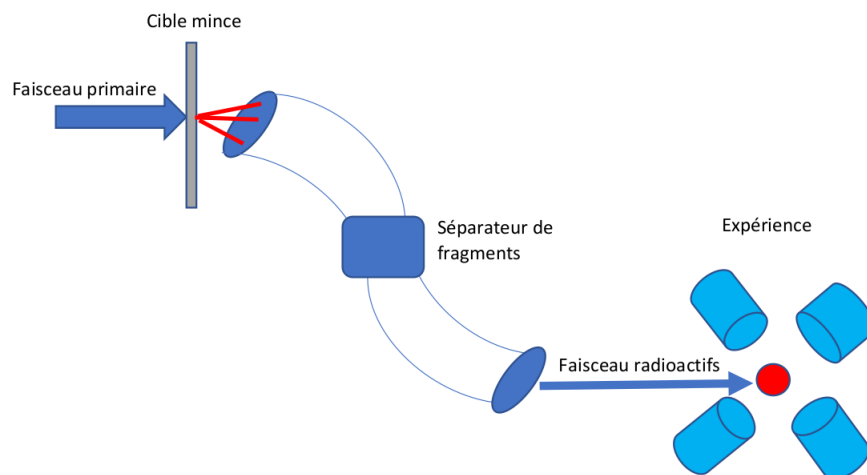 Cible mince
Faisceau primaire
Séparateur de
fragments
Expérience
Faisceau radioactifs